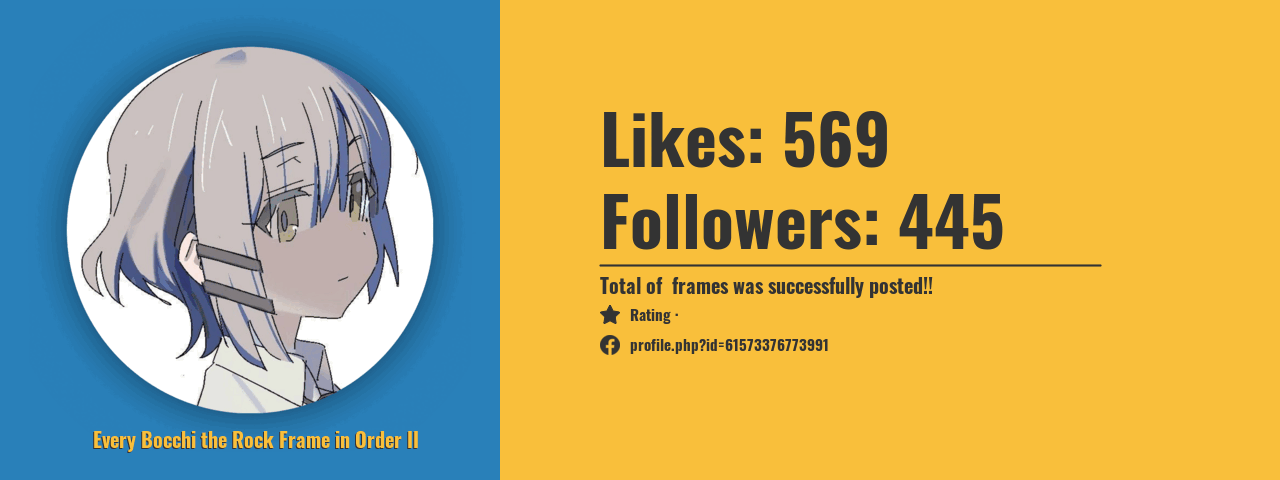 Likes: 569
Followers: 445
Total of  frames was successfully posted!!
Rating ·
profile.php?id=61573376773991
Every Bocchi the Rock Frame in Order II